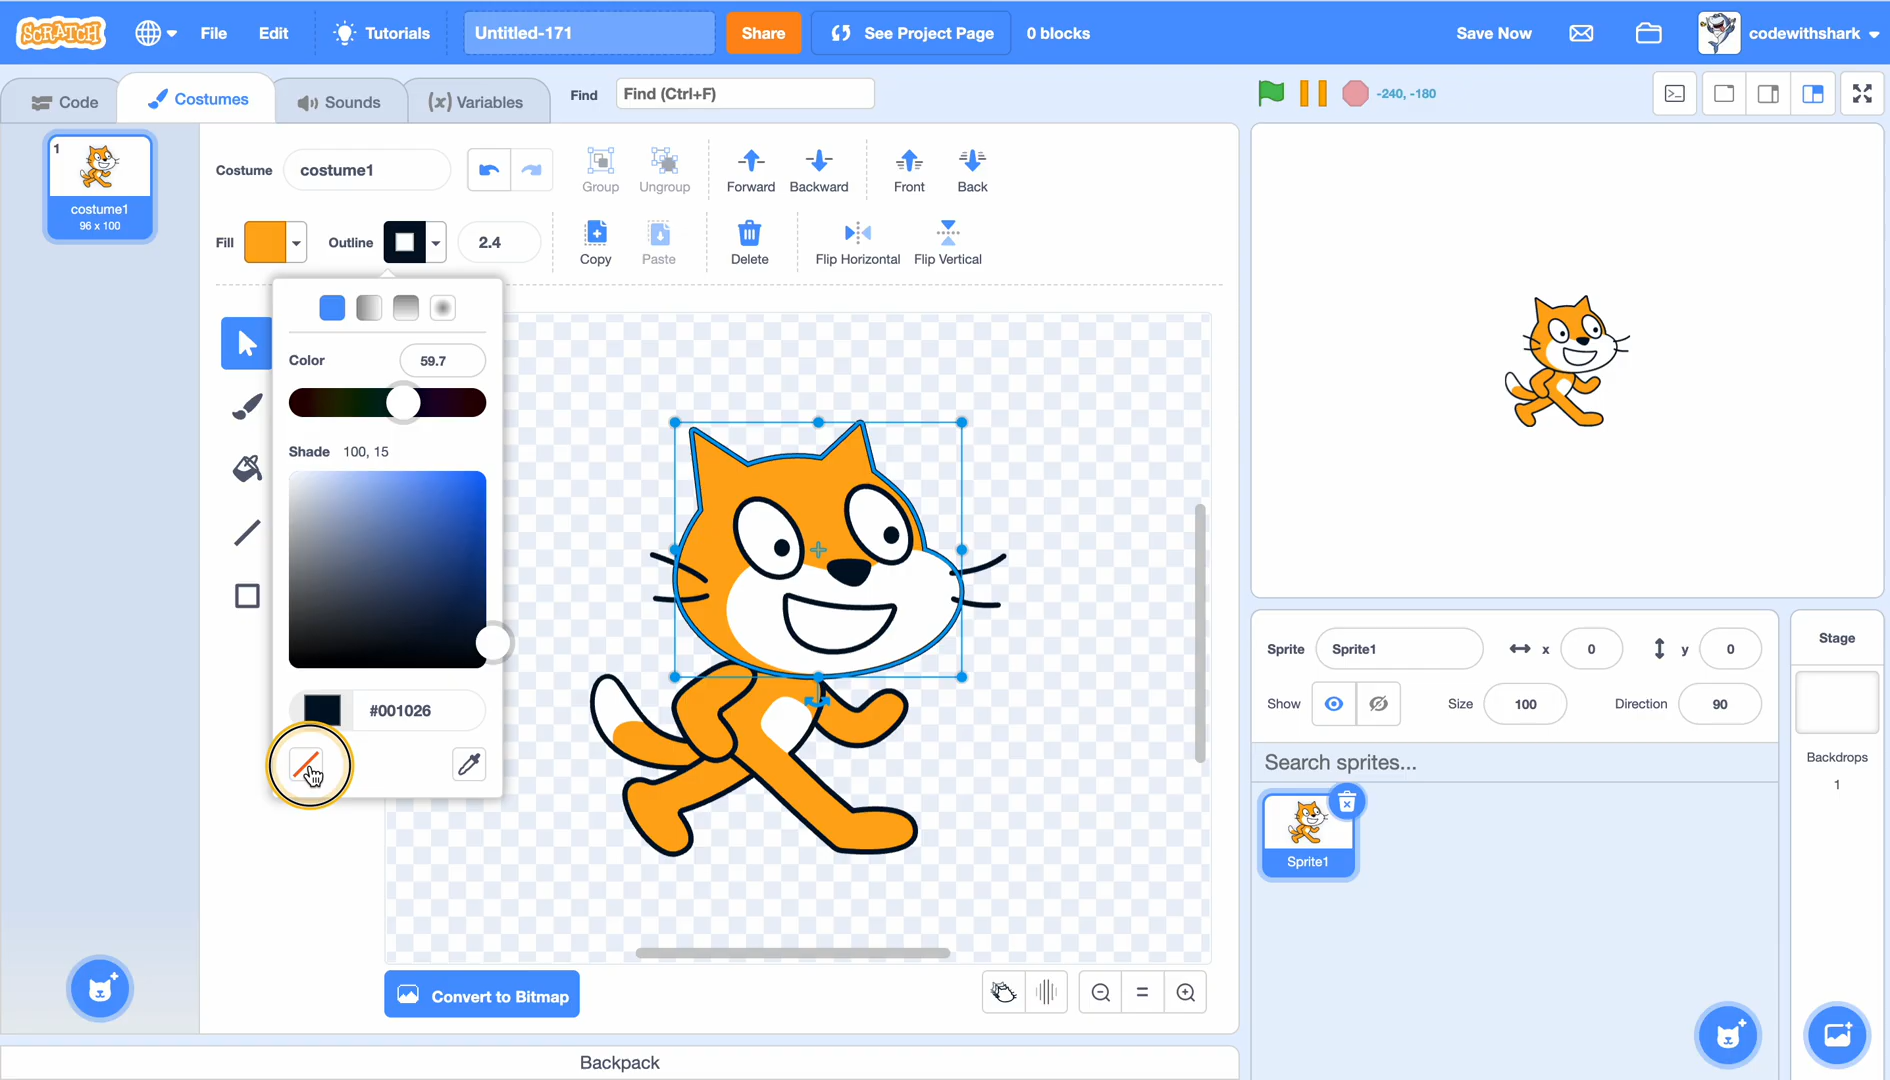 SCRATCH
File
Edit
Tutorials
Untitled-171
Share
See Project Page
0 blocks
Save Now
codewithshark
Code
Costumes
Sounds
(x) Variables
Find
Find (Ctrl+F)
-240, -180
1
costume1
96 x 100
Costume
costume1
Group
Ungroup
Forward
Backward
Front
Back
Fill
Outline
2.4
Copy
Paste
Delete
Flip Horizontal
Flip Vertical
Color
59.7
Shade 100, 15
#001026
Convert to Bitmap
Backpack
Sprite
Sprite1
x
0
y
0
Show
Size
100
Direction
90
Search sprites...
Sprite1
Stage
Backdrops
1